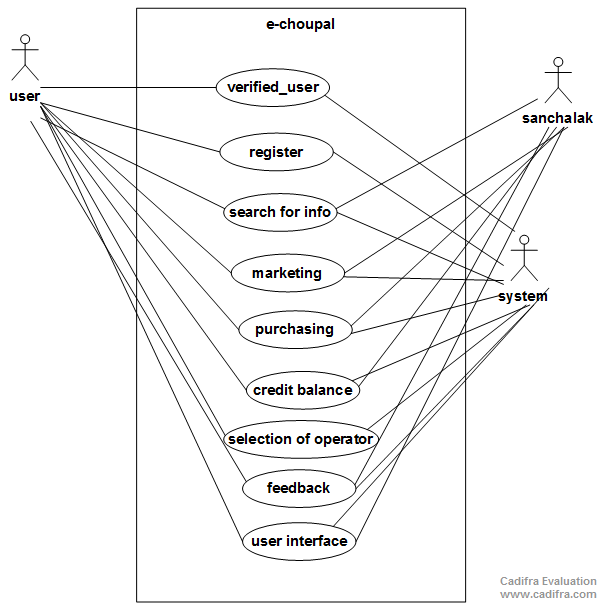 e-choupal
user
verified_user
sanchalak
register
search for info
marketing
system
purchasing
credit balance
selection of operator
feedback
user interface
Cadifra Evaluation
www.cadifra.com